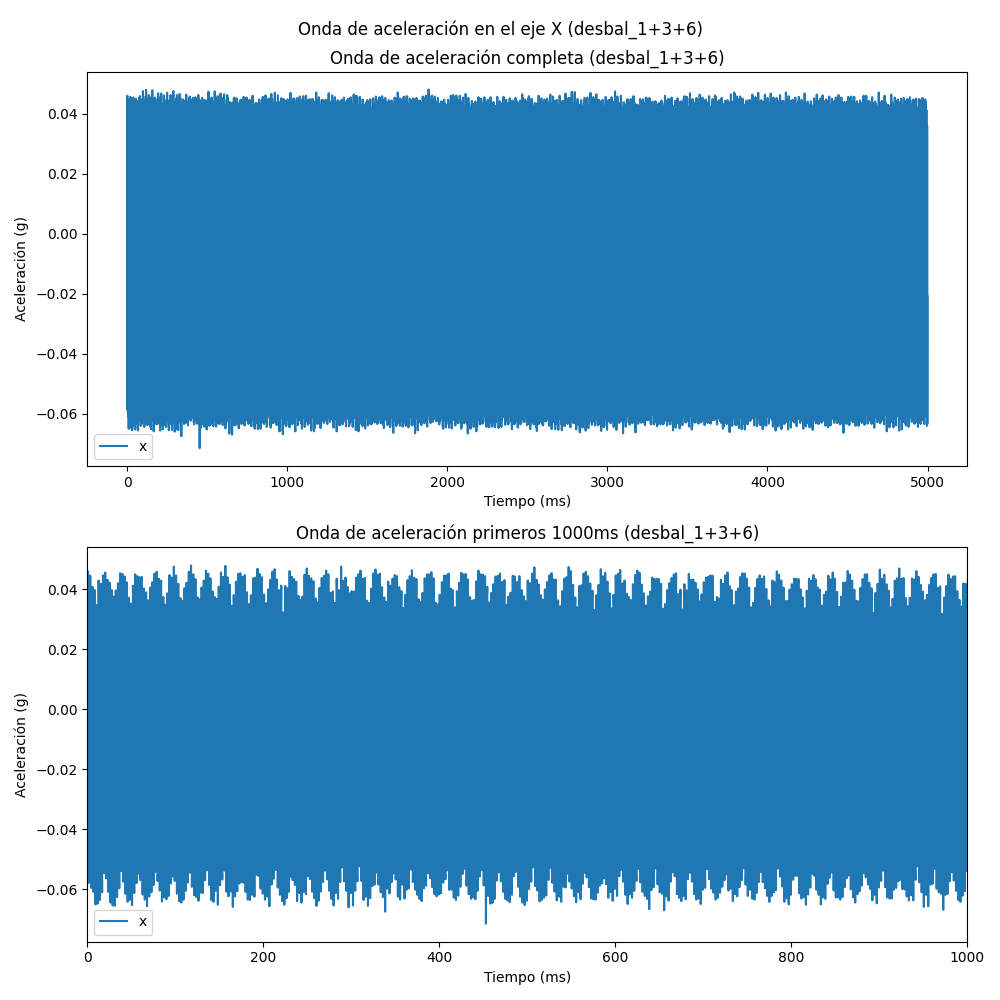 Onda de aceleración en el eje X (desbal_1+3+6)
Onda de aceleración completa (desbal_1+3+6)
0.04
0.02
0.00
−0.02
−0.04
−0.06
Aceleración (g)
x
0 1000 2000 3000 4000 5000
Tiempo (ms)
Onda de aceleración primeros 1000ms (desbal_1+3+6)
0.04
0.02
0.00
−0.02
−0.04
−0.06
Aceleración (g)
x
0 200 400 600 800 1000
Tiempo (ms)